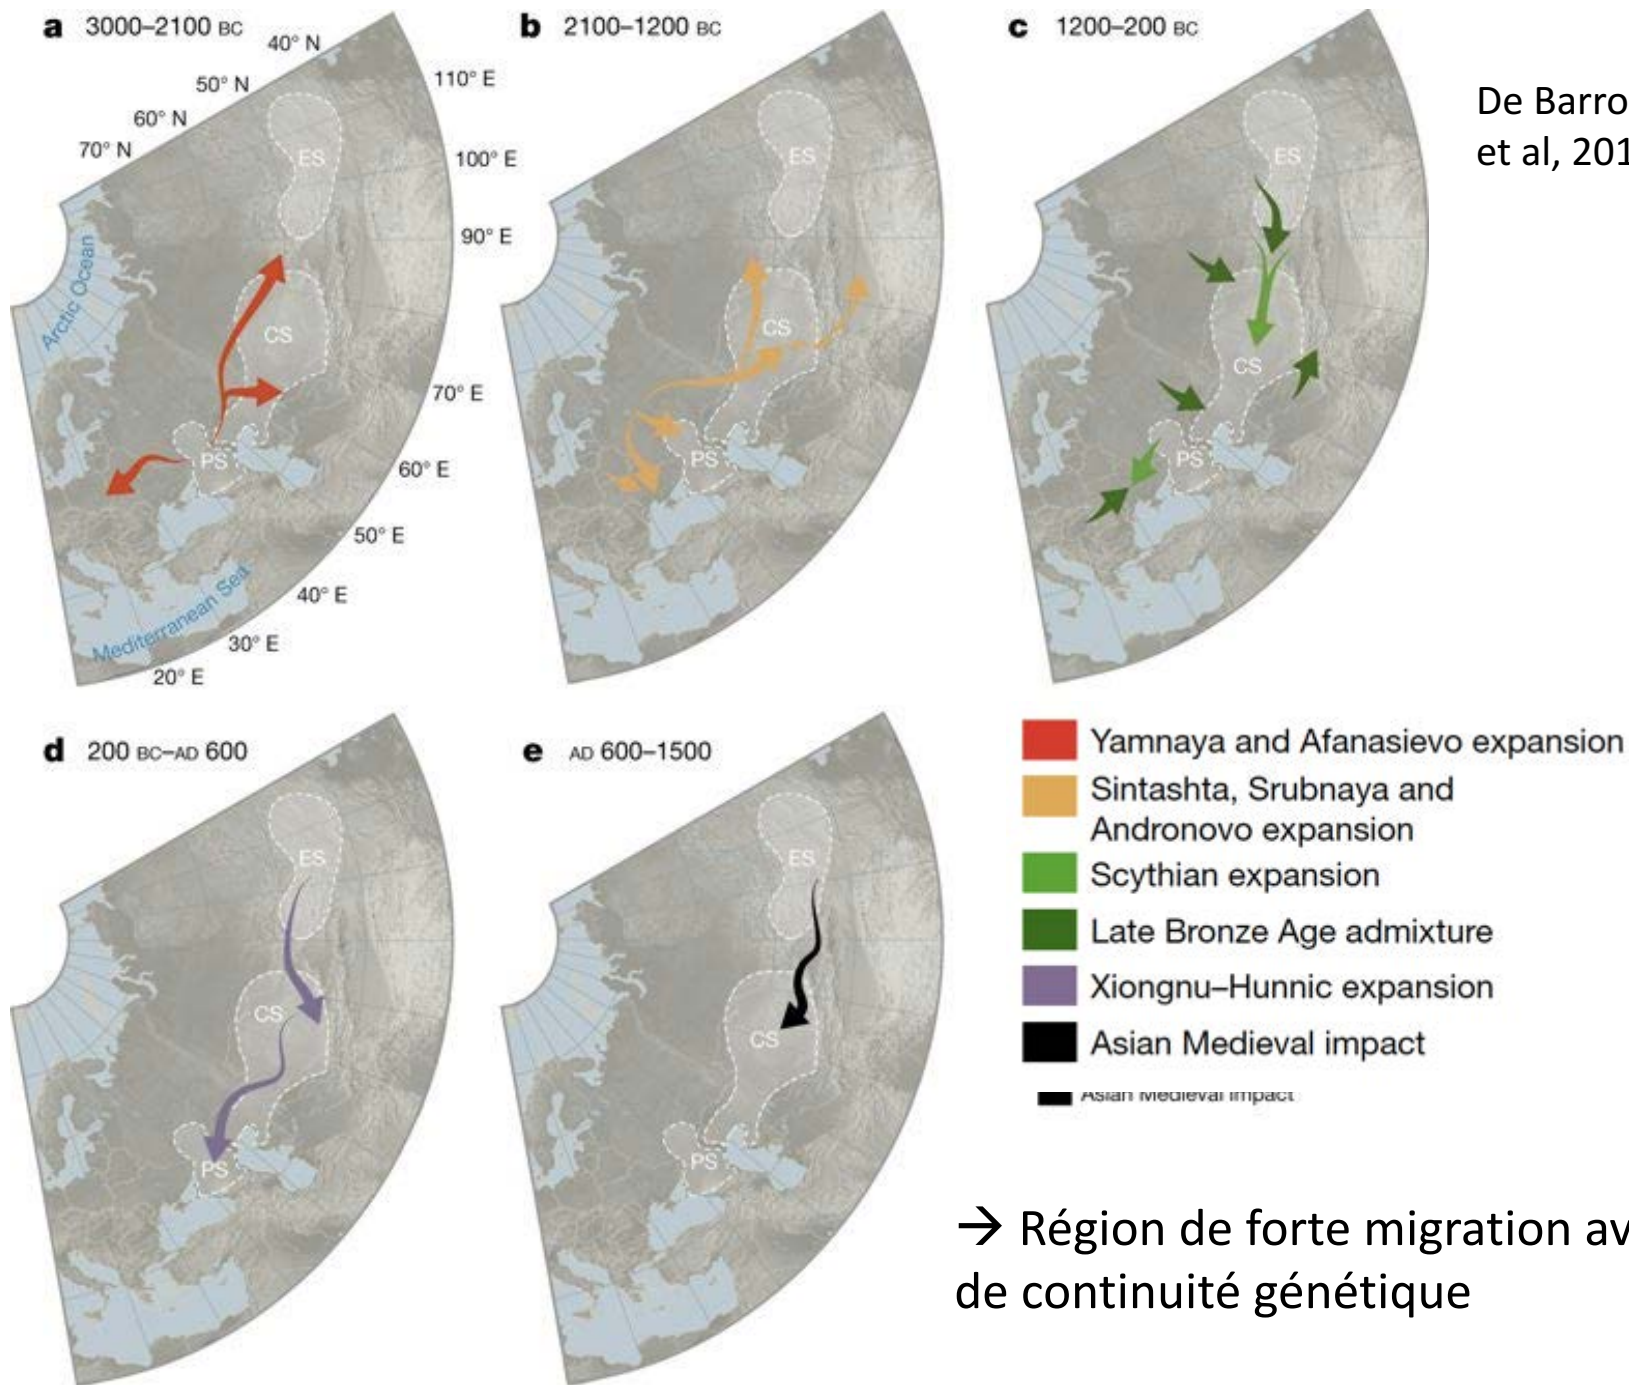 a 3000–2100 BC
40° N
50° N
60° N
70° N
110° E
100° E
90° E
70° E
60° E
50° E
40° E
30° E
20° E
Arctic Ocean
Mediterranean Sea
ES
CS
PS
b 2100–1200 BC
ES
CS
PS
c 1200–200 BC
ES
CS
PS
De Barro
et al, 201
d 200 BC–AD 600
ES
CS
PS
e AD 600–1500
ES
CS
PS
Yamnaya and Afanasievo expansion
Sintashta, Srubnaya and
Andronovo expansion
Scythian expansion
Late Bronze Age admixture
Xiongnu–Hunnic expansion
Asian Medieval impact
Asian Medieval impact
→ Région de forte migration av
de continuité génétique